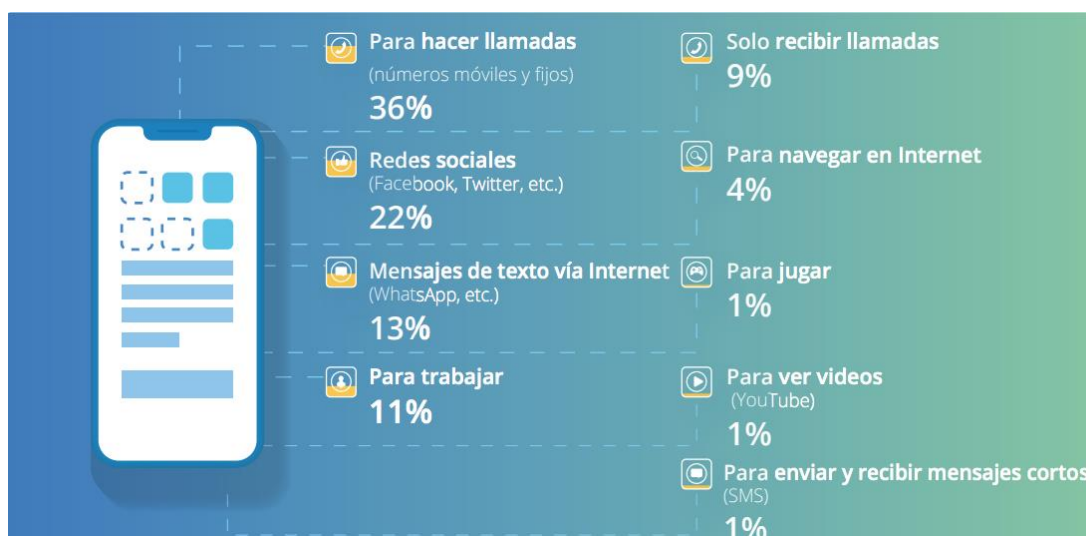 Para hacer llamadas
(números móviles y fijos)
36%
Redes sociales
(Facebook, Twitter, etc.)
22%
Mensajes de texto vía Internet
(WhatsApp, etc.)
13%
Para trabajar
11%
Solo recibir llamadas
9%
Para navegar en Internet
4%
Para jugar
1%
Para ver videos
(YouTube)
1%
Para enviar y recibir mensajes cortos
(SMS)
1%